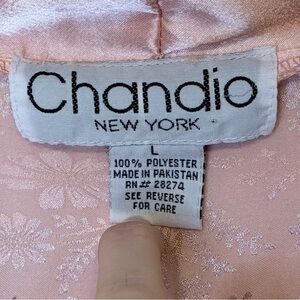 Chandio
NEW YORK
L
100% POLYESTER
MADE IN PAKISTAN
RN # 28274
SEE REVERSE
FOR CARE